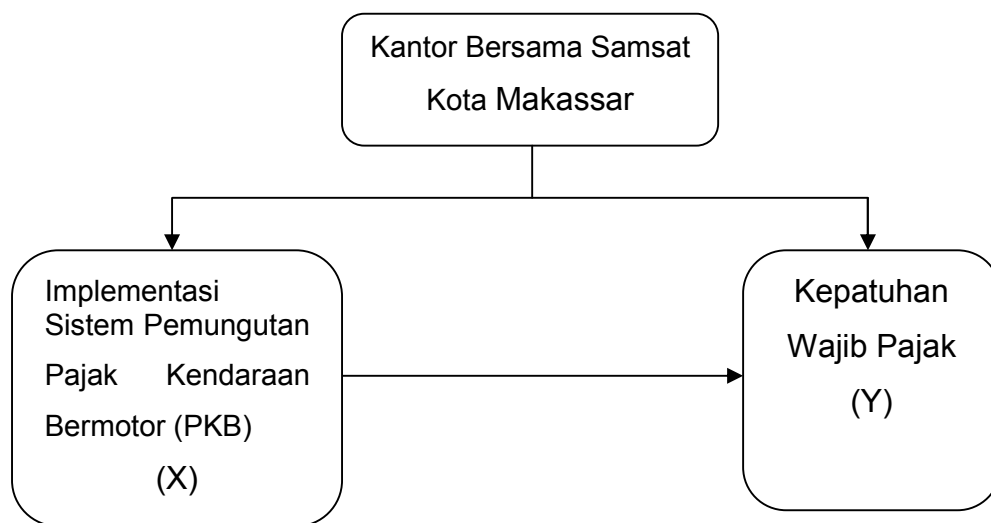 Kantor Bersama Samsat
Kota Makassar
Implementasi
Sistem Pemungutan
Pajak Kendaraan
Bermotor (PKB)
(X)
Kepatuhan
Wajib Pajak
(Y)